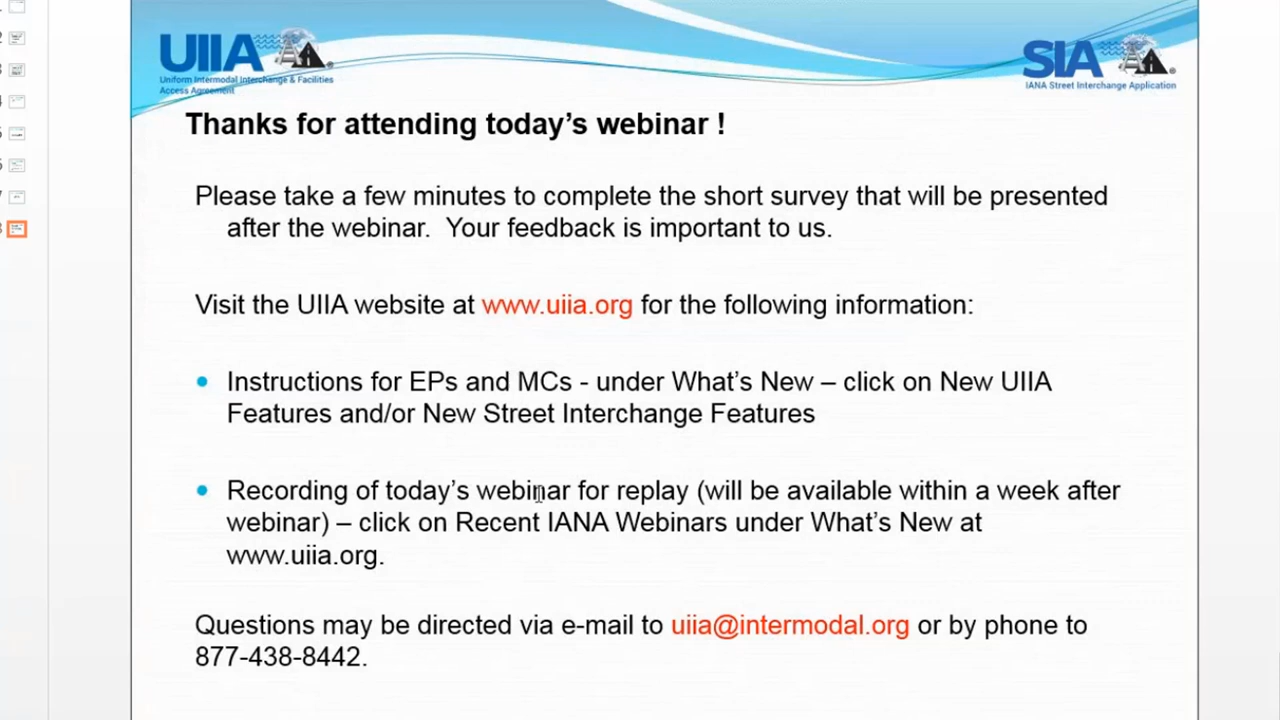 UIIA
Uniform Intermodal Interchange & Facilities
Access Agreement
SIA
IANA Street Interchange Application
Thanks for attending today's webinar !
Please take a few minutes to complete the short survey that will be presented
after the webinar.  Your feedback is important to us.
Visit the UIIA website at www.uiia.org for the following information:
• Instructions for EPs and MCs - under What's New – click on New UIIA
Features and/or New Street Interchange Features
• Recording of today's webinar for replay (will be available within a week after
webinar) – click on Recent IANA Webinars under What's New at
www.uiia.org.
Questions may be directed via e-mail to uiia@intermodal.org or by phone to
877-438-8442.